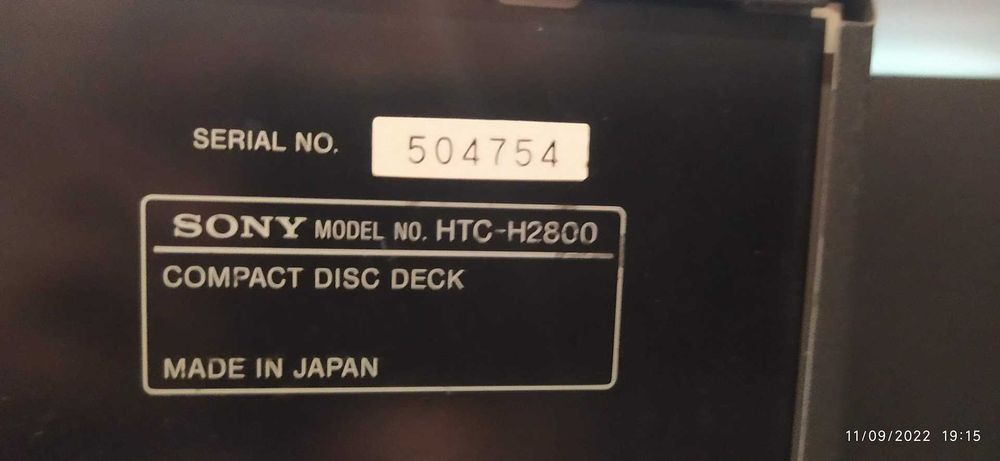 SERIAL NO. 504754
SONY MODEL NO. HTC-H2800
COMPACT DISC DECK
MADE IN JAPAN
11/09/2022 19:15